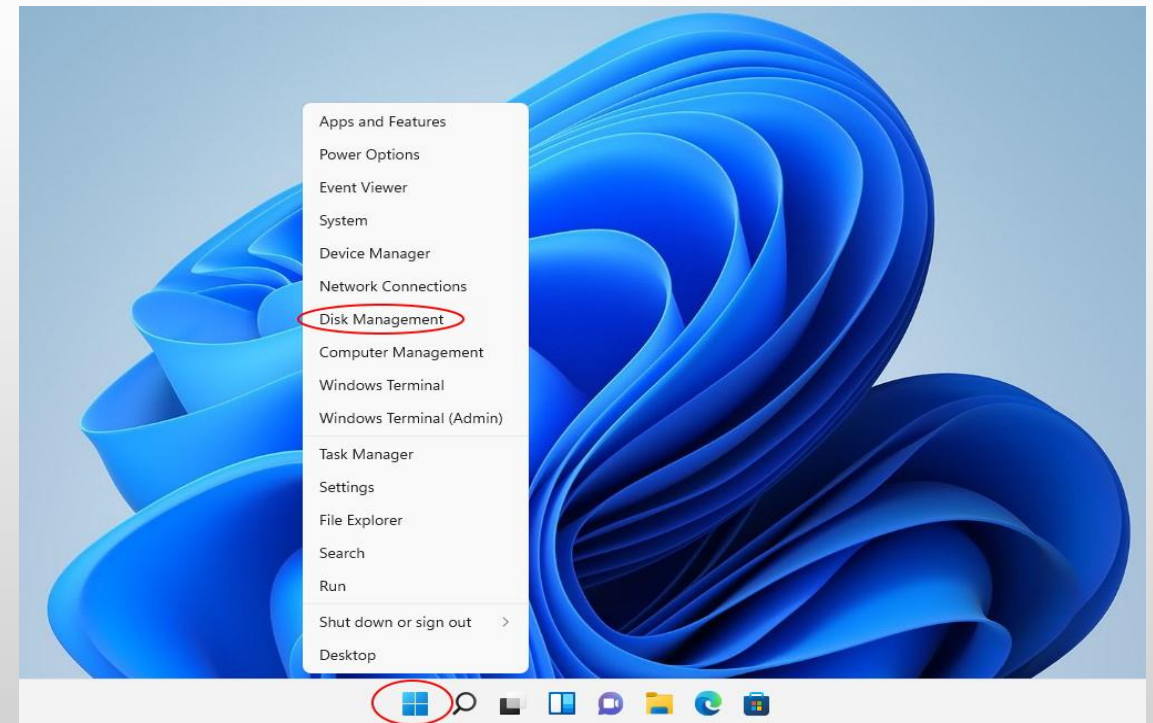 Apps and Features
Power Options
Event Viewer
System
Device Manager
Network Connections
Disk Management
Computer Management
Windows Terminal
Windows Terminal (Admin)
Task Manager
Settings
File Explorer
Search
Run
Shut down or sign out
Desktop